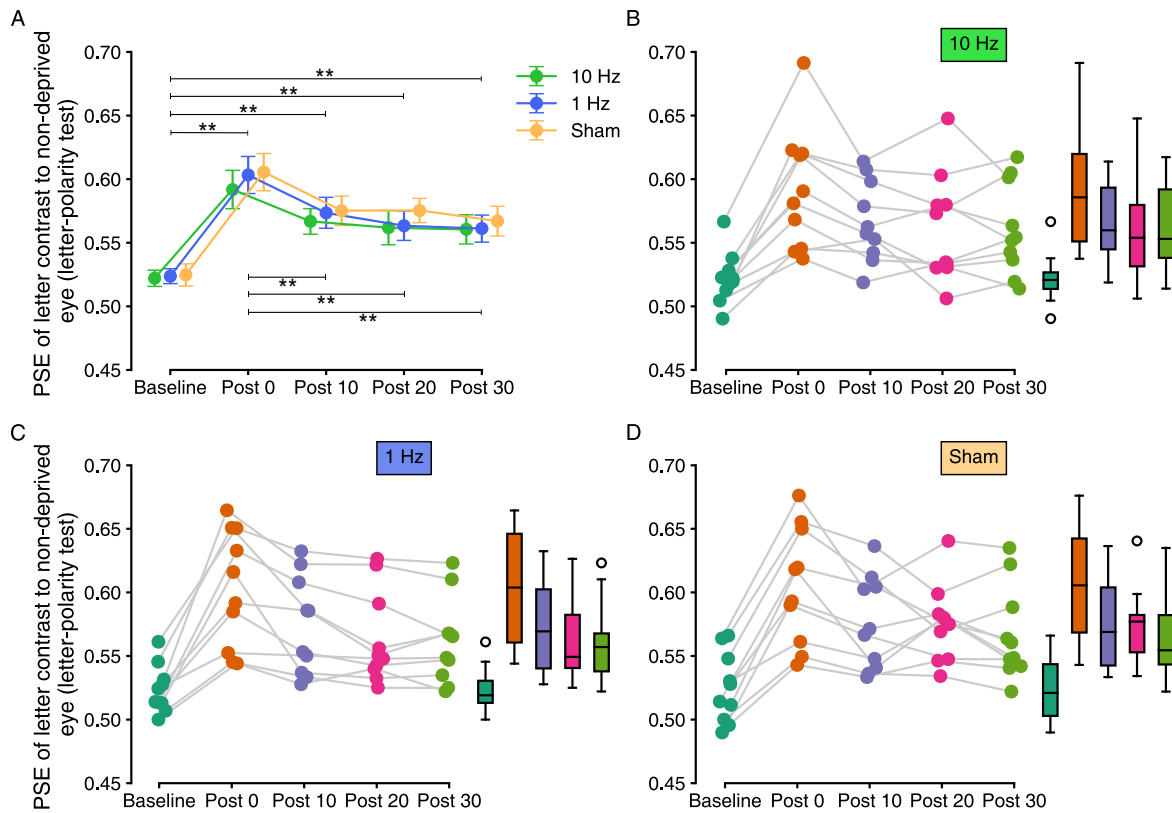 A
PSE of letter contrast to non-deprived
eye (letter-polarity test)
0.70
0.65
0.60
0.55
0.50
0.45
**
**
**
**
**
**
**
10 Hz
1 Hz
Sham
Baseline Post 0 Post 10 Post 20 Post 30
B
10 Hz
0.70
0.65
0.60
0.55
0.50
0.45
Baseline Post 0 Post 10 Post 20 Post 30
C
1 Hz
PSE of letter contrast to non-deprived
eye (letter-polarity test)
0.70
0.65
0.60
0.55
0.50
0.45
Baseline Post 0 Post 10 Post 20 Post 30
D
Sham
0.70
0.65
0.60
0.55
0.50
0.45
Baseline Post 0 Post 10 Post 20 Post 30